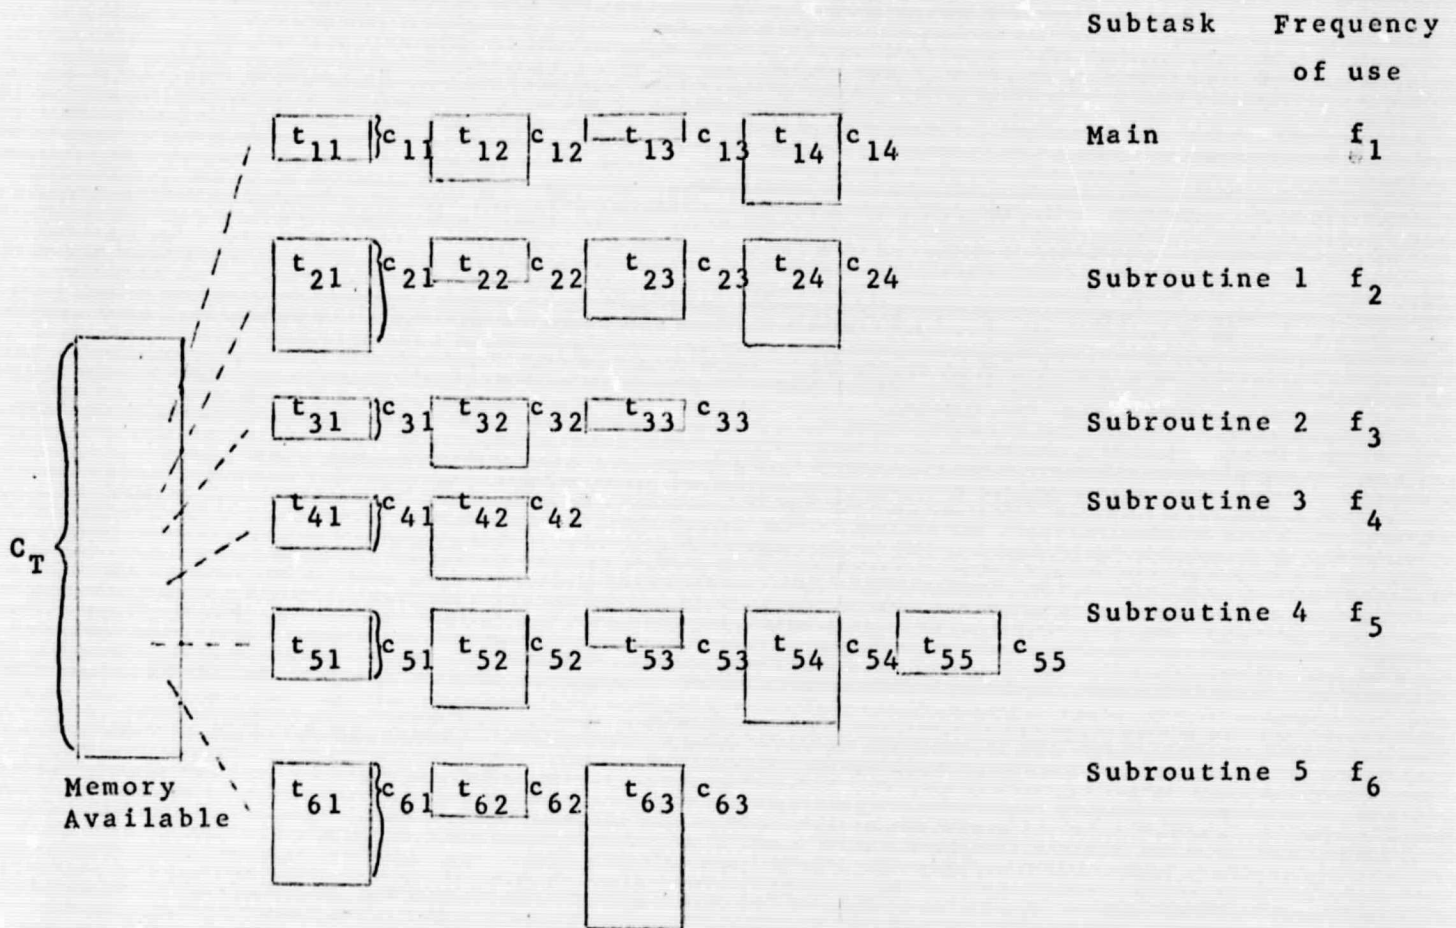 Subtask Frequency
of use
t11 c11 t12 c12 t13 c13 t14 c14 Main f1
t21 c21 t22 c22 t23 c23 t24 c24 Subroutine 1 f2
t31 c31 t32 c32 t33 c33 Subroutine 2 f3
t41 c41 t42 c42 Subroutine 3 f4
CT
t51 c51 t52 c52 t53 c53 t54 c54 t55 c55 Subroutine 4 f5
t61 c61 t62 c62 t63 c63 Subroutine 5 f6
Memory
Available